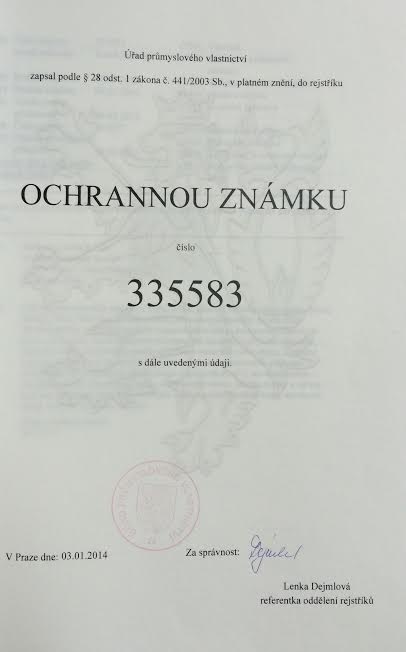 Úřad průmyslového vlastnictví
zapsal podle § 28 odst. 1 zákona č. 441/2003 Sb., v platném znění, do rejstříku
OCHRANNOU ZNÁMKU
číslo
335583
s dále uvedenými údaji.
V Praze dne: 03.01.2014
Za správnost:
Lenka Dejmlová
referentka oddělení rejstříků